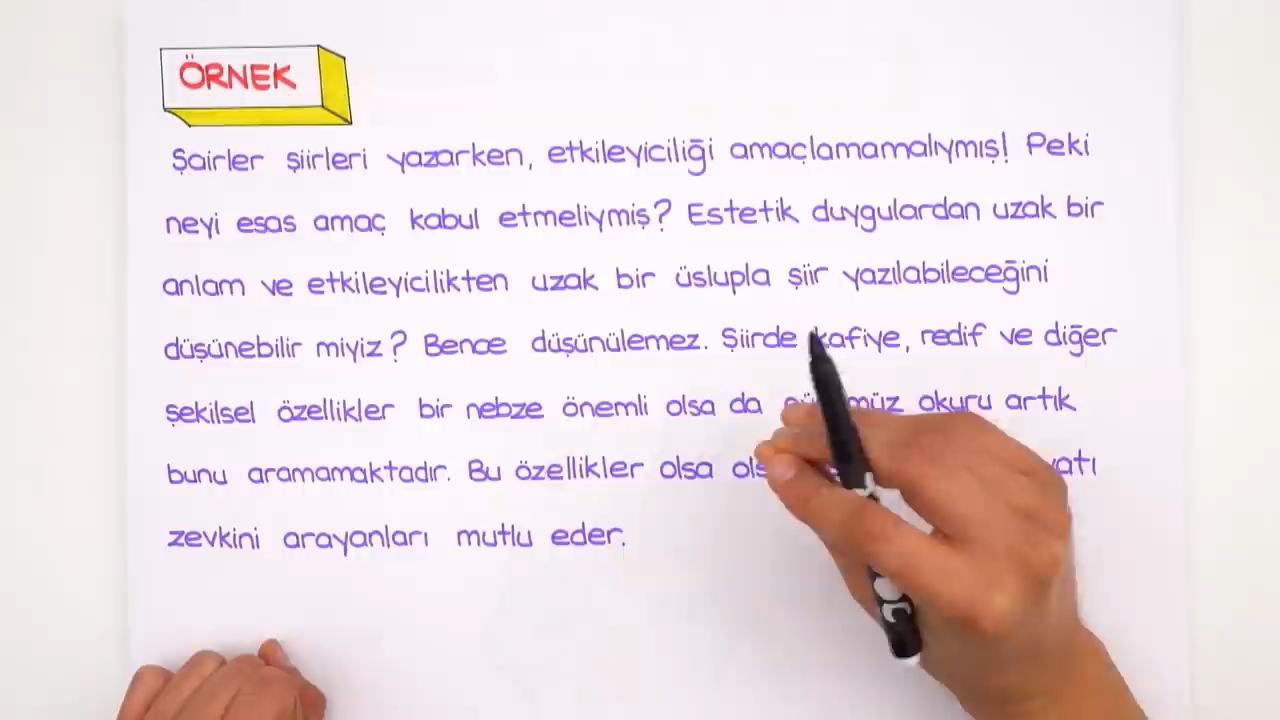 ÖRNEK
Şairler şiirleri yazarken, etkileyiciliği amaçlamamalıymış! Peki
neyi esas amaç kabul etmeliymiş? Estetik duygulardan uzak bir
anlam ve etkileyicilikten uzak bir üslupla şiir yazılabileceğini
düşünebilir miyiz? Bence düşünülemez. Şiirde kafiye, redif ve diğer
şekilsel özellikler bir nebze önemli olsa da okuru artık
bunu aramamaktadır. Bu özellikler olsa
zevkini arayanları mutlu eder.